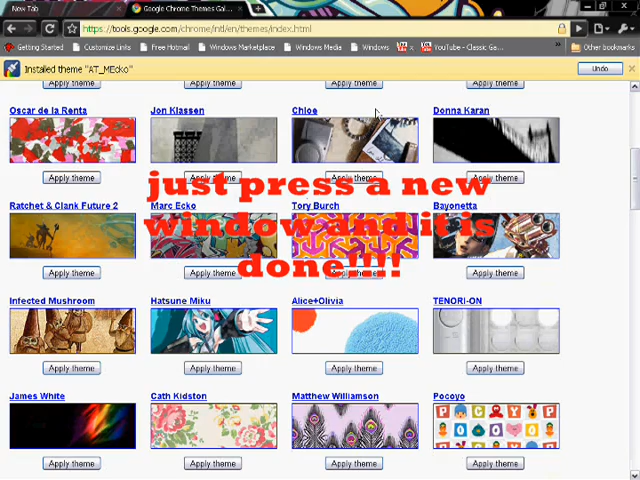 New Tab
Google Chrome Themes Gal...
https://tools.google.com/chrome/intl/en/themes/index.html
Getting Started Customize Links Free Hotmail Windows Marketplace Windows Media Windows YouTube - Classic Ga... Other bookmarks
Installed theme "AT_MEcko" Undo
Apply theme Apply theme Apply theme Apply theme
Oscar de la Renta Jon Klassen Chloe Donna Karan
Apply theme Apply theme Apply theme Apply theme
just press a new
window and it is
done!!!!
Ratchet & Clank Future 2 Marc Ecko Tory Burch Bayonetta
Apply theme Apply theme Apply theme Apply theme
Infected Mushroom Hatsune Miku Alice+Olivia TENORI-ON
Apply theme Apply theme Apply theme Apply theme
James White Cath Kidston Matthew Williamson Pocoyo
POCOYO
Apply theme Apply theme Apply theme Apply theme